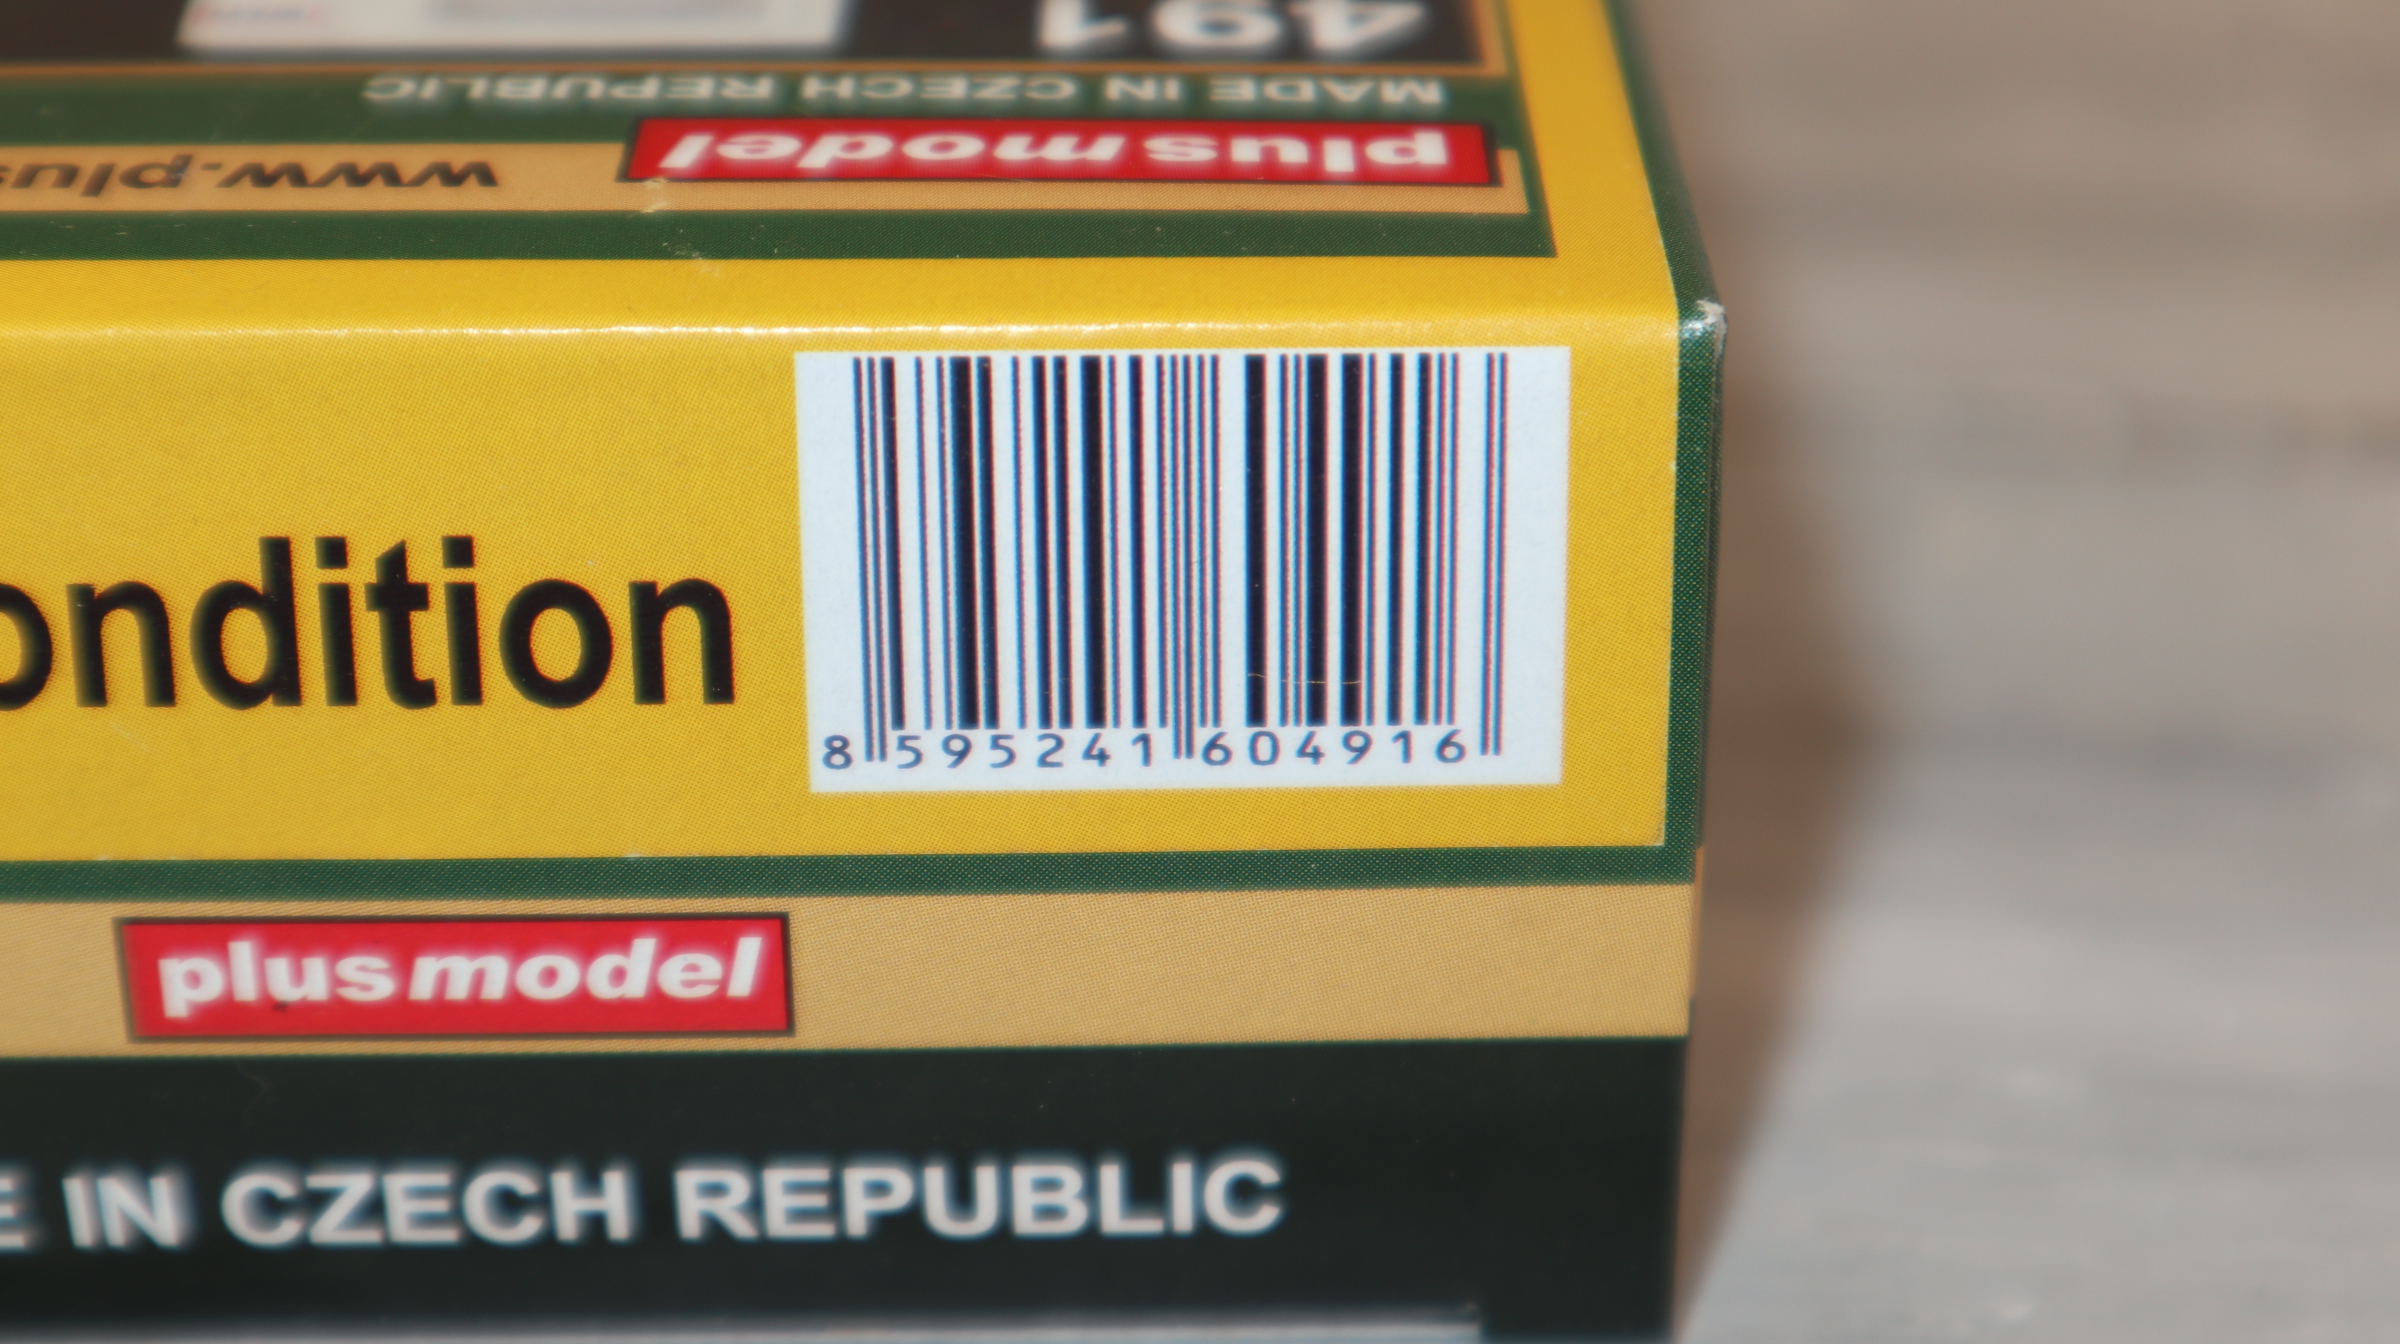 491
MADE IN CZECH REPUBLIC
plusmodel
www.plus
ondition
8 595241 604916
plusmodel
E IN CZECH REPUBLIC